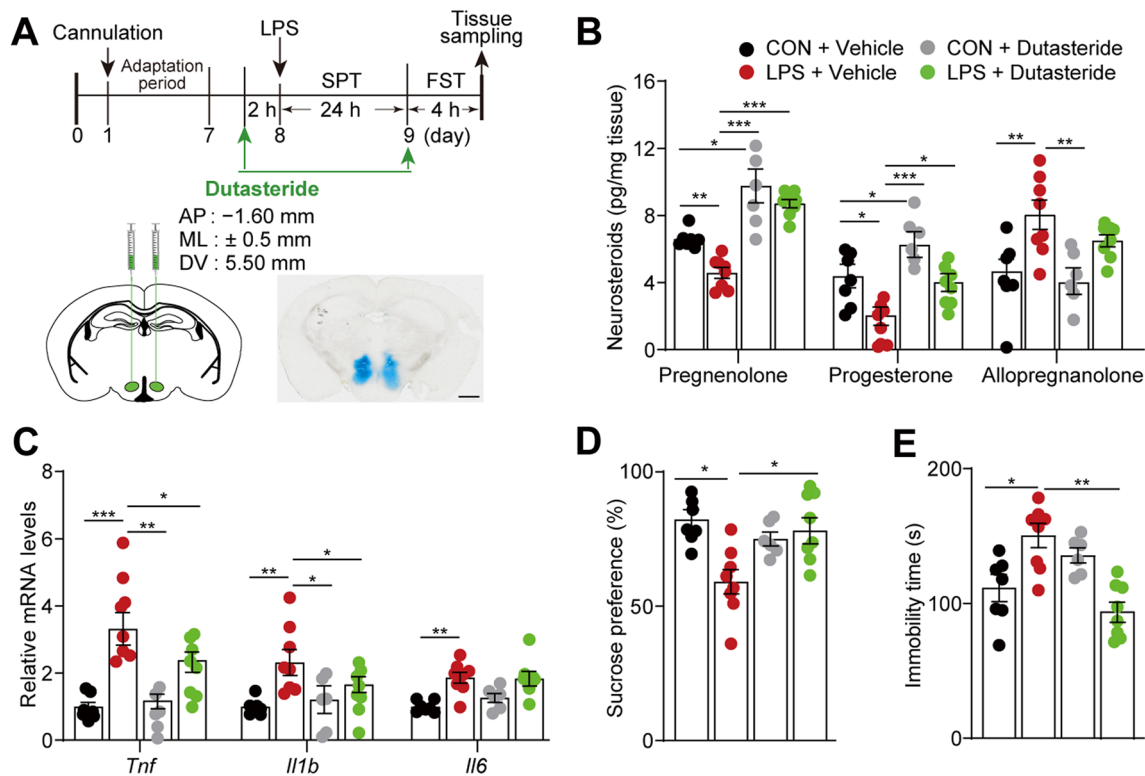 A
Cannulation
LPS
Tissue
sampling
Adaptation
period
SPT
FST
2 h
24 h
4 h
0
1
7
8
9
(day)
Dutasteride
AP : −1.60 mm
ML : ± 0.5 mm
DV : 5.50 mm
B
CON + Vehicle
CON + Dutasteride
LPS + Vehicle
LPS + Dutasteride
Neurosteroids (pg/mg tissue)
16
12
8
4
0
***
***
*
**
*
***
*
*
**
**
Pregnenolone
Progesterone
Allopregnanolone
C
Relative mRNA levels
8
6
4
2
0
*
***
**
*
**
*
**
Tnf
Il1b
Il6
D
Sucrose preference (%)
100
50
0
*
*
E
Immobility time (s)
200
100
0
*
**